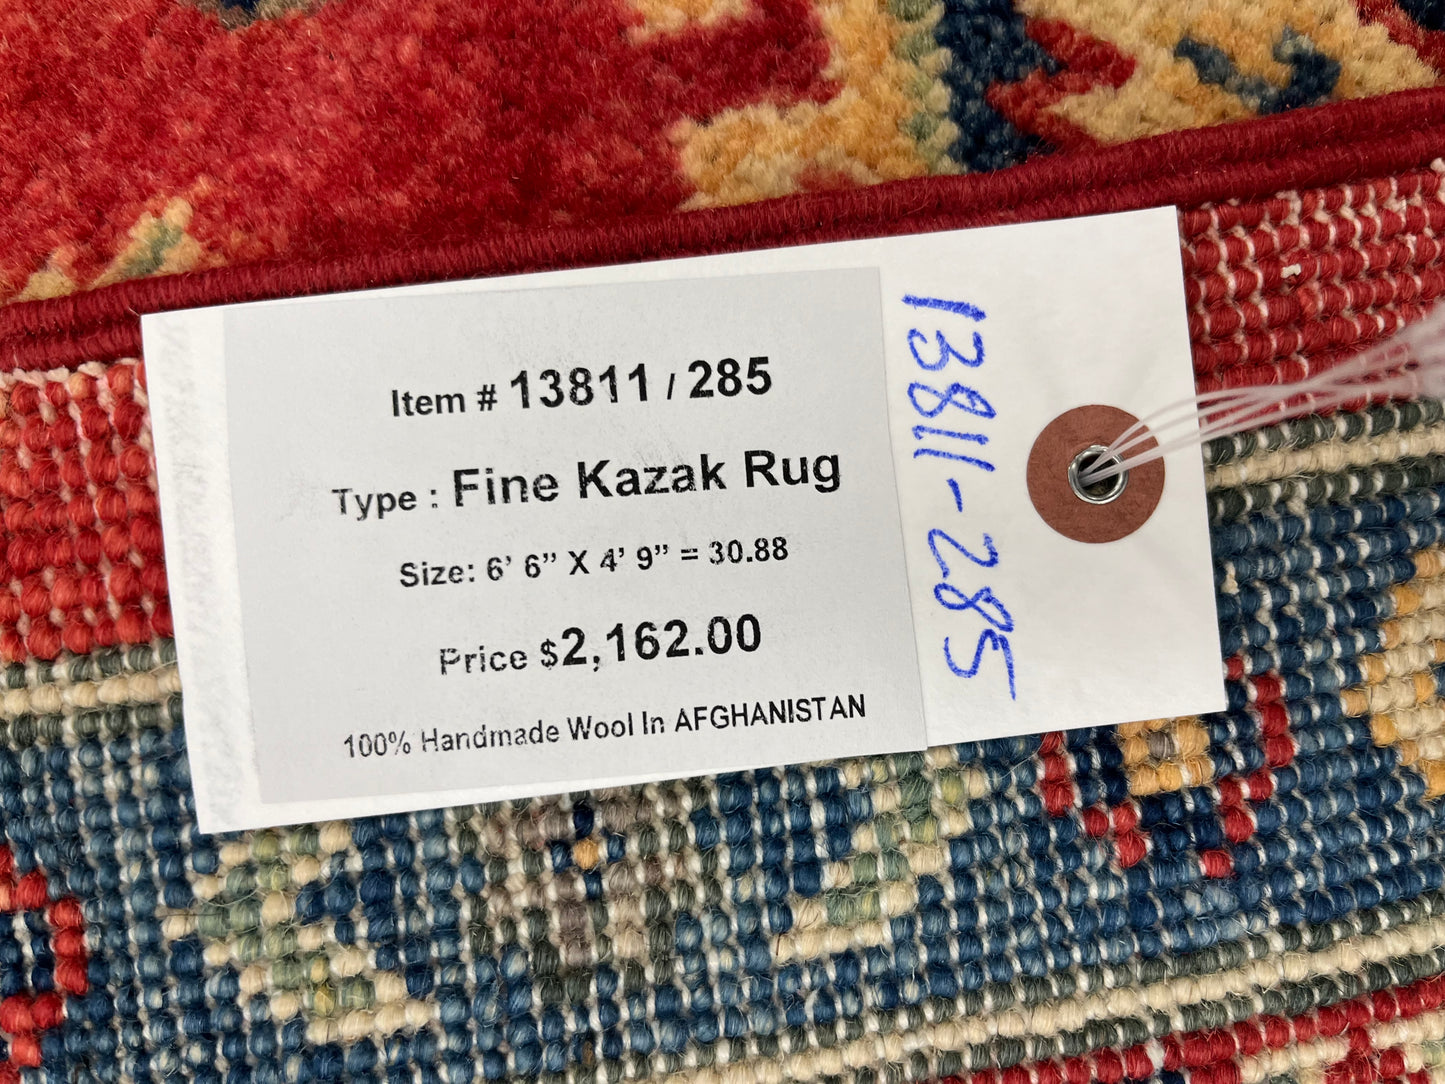 Item # 13811 / 285
Type : Fine Kazak Rug
Size: 6’ 6” X 4’ 9” = 30.88
Price $2,162.00
100% Handmade Wool In AFGHANISTAN
13811-285